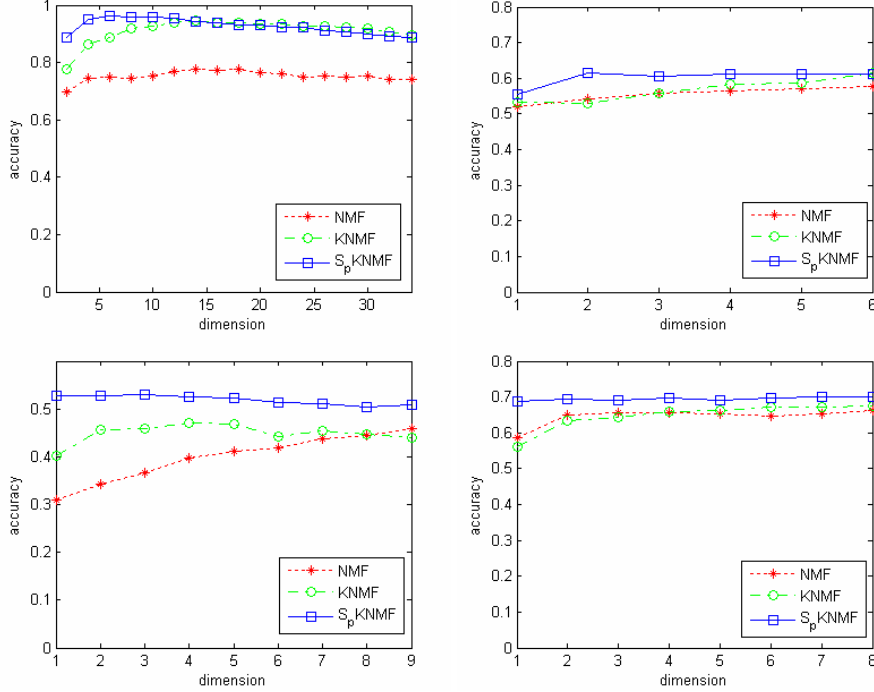 1
0.8
0.6
0.4
0.2
0
accuracy
5 10 15 20 25 30
dimension
NMF
KNMF
SpKNMF
0.8
0.7
0.6
0.5
0.4
0.3
0.2
0.1
0
accuracy
1 2 3 4 5 6
dimension
NMF
KNMF
SpKNMF
0.5
0.4
0.3
0.2
0.1
0
accuracy
1 2 3 4 5 6 7 8 9
dimension
NMF
KNMF
SpKNMF
0.8
0.7
0.6
0.5
0.4
0.3
0.2
0.1
0
accuracy
1 2 3 4 5 6 7 8
dimension
NMF
KNMF
SpKNMF